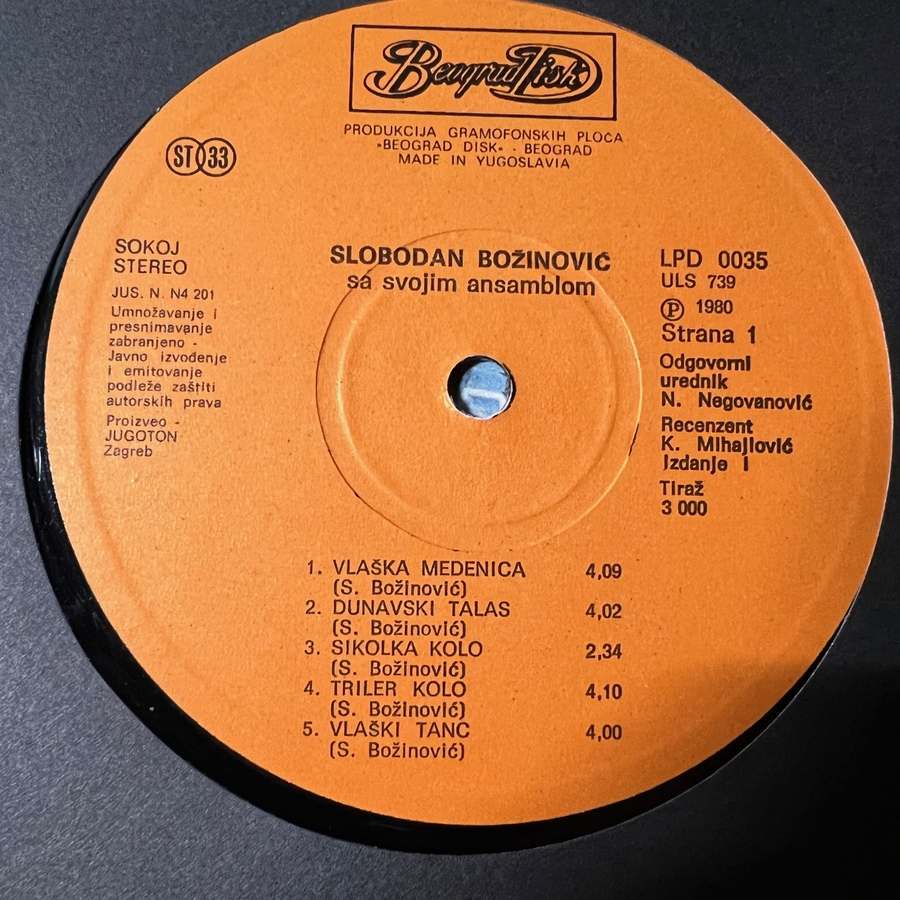 Beograd Disk
PRODUKCIJA GRAMOFONSKIH PLOČA
»BEOGRAD DISK« - BEOGRAD
MADE IN YUGOSLAVIA
ST 33
SOKOJ
STEREO
JUS. N. N4 201
Umnožavanje i
presnimavanje
zabranjeno -
Javno izvođenje
i emitovanje
podleže zaštiti
autorskih prava
Proizveo -
JUGOTON
Zagreb
SLOBODAN BOŽINOVIĆ
sa svojim ansamblom
LPD 0035
ULS 739
℗ 1980
Strana 1
Odgovorni
urednik
N. Negovanović
Recenzent
K. Mihajlović
Izdanje I
Tiraž
3 000
1. VLAŠKA MEDENICA 4,09
(S. Božinović)
2. DUNAVSKI TALAS 4,02
(S. Božinović)
3. SIKOLKA KOLO 2,34
(S. Božinović)
4. TRILER KOLO 4,10
(S. Božinović)
5. VLAŠKI TANC 4,00
(S. Božinović)